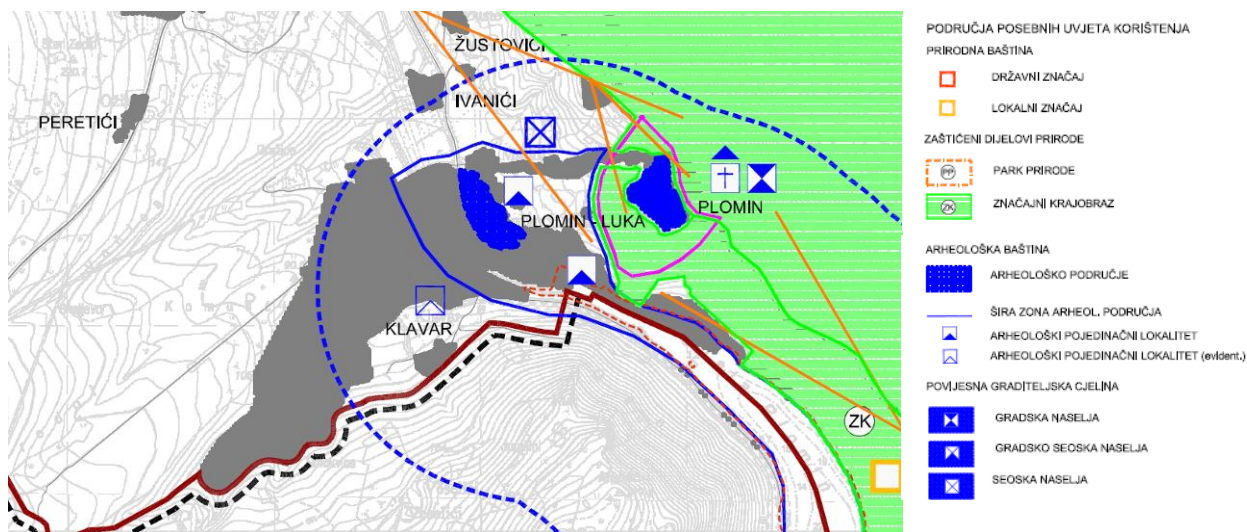 ŽUSTOVIĆI
IVANIĆI
PERETIĆI
PLOMIN - LUKA
PLOMIN
KLAVAR
ZK
PODRUČJA POSEBNIH UVJETA KORIŠTENJA
PRIRODNA BAŠTINA
DRŽAVNI ZNAČAJ
LOKALNI ZNAČAJ
ZAŠTIĆENI DIJELOVI PRIRODE
PP PARK PRIRODE
ZK ZNAČAJNI KRAJOBRAZ
ARHEOLOŠKA BAŠTINA
ARHEOLOŠKO PODRUČJE
ŠIRA ZONA ARHEOL. PODRUČJA
ARHEOLOŠKI POJEDINAČNI LOKALITET
ARHEOLOŠKI POJEDINAČNI LOKALITET (evident.)
POVIJESNA GRADITELJSKA CJELINA
GRADSKA NASELJA
GRADSKO SEOSKA NASELJA
SEOSKA NASELJA